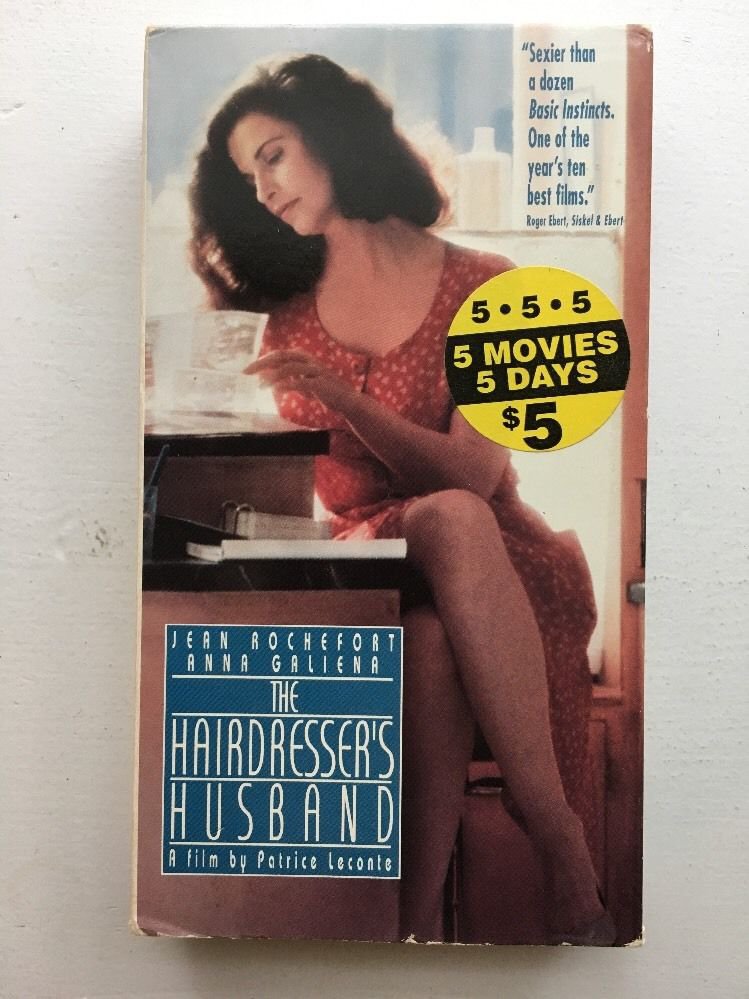 “Sexier than
a dozen
Basic Instincts.
One of the
year's ten
best films.”
Roger Ebert, Siskel & Ebert
5 • 5 • 5
5 MOVIES
5 DAYS
$5
JEAN ROCHEFORT
ANNA GALIENA
THE
HAIRDRESSER'S
HUSBAND
A film by Patrice Leconte